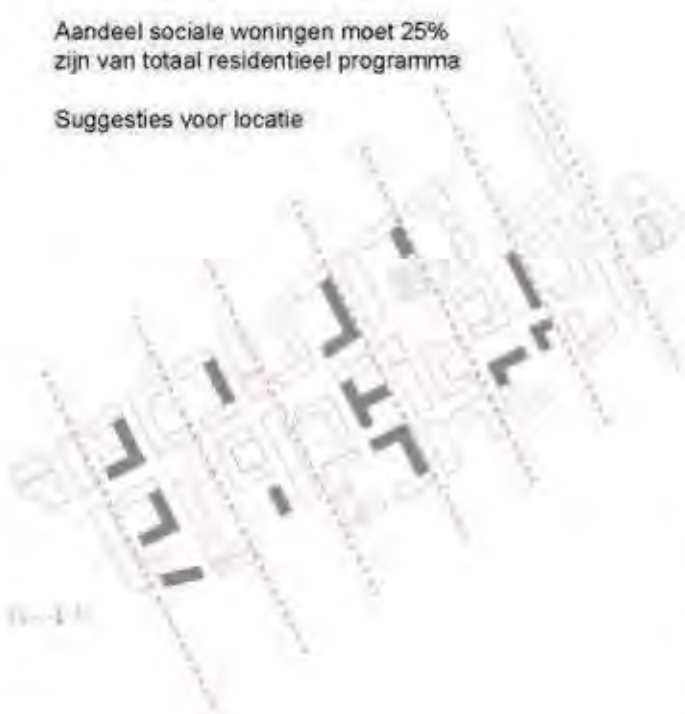 Aandeel sociale woningen moet 25%
zijn van totaal residentieel programma
Suggesties voor locatie